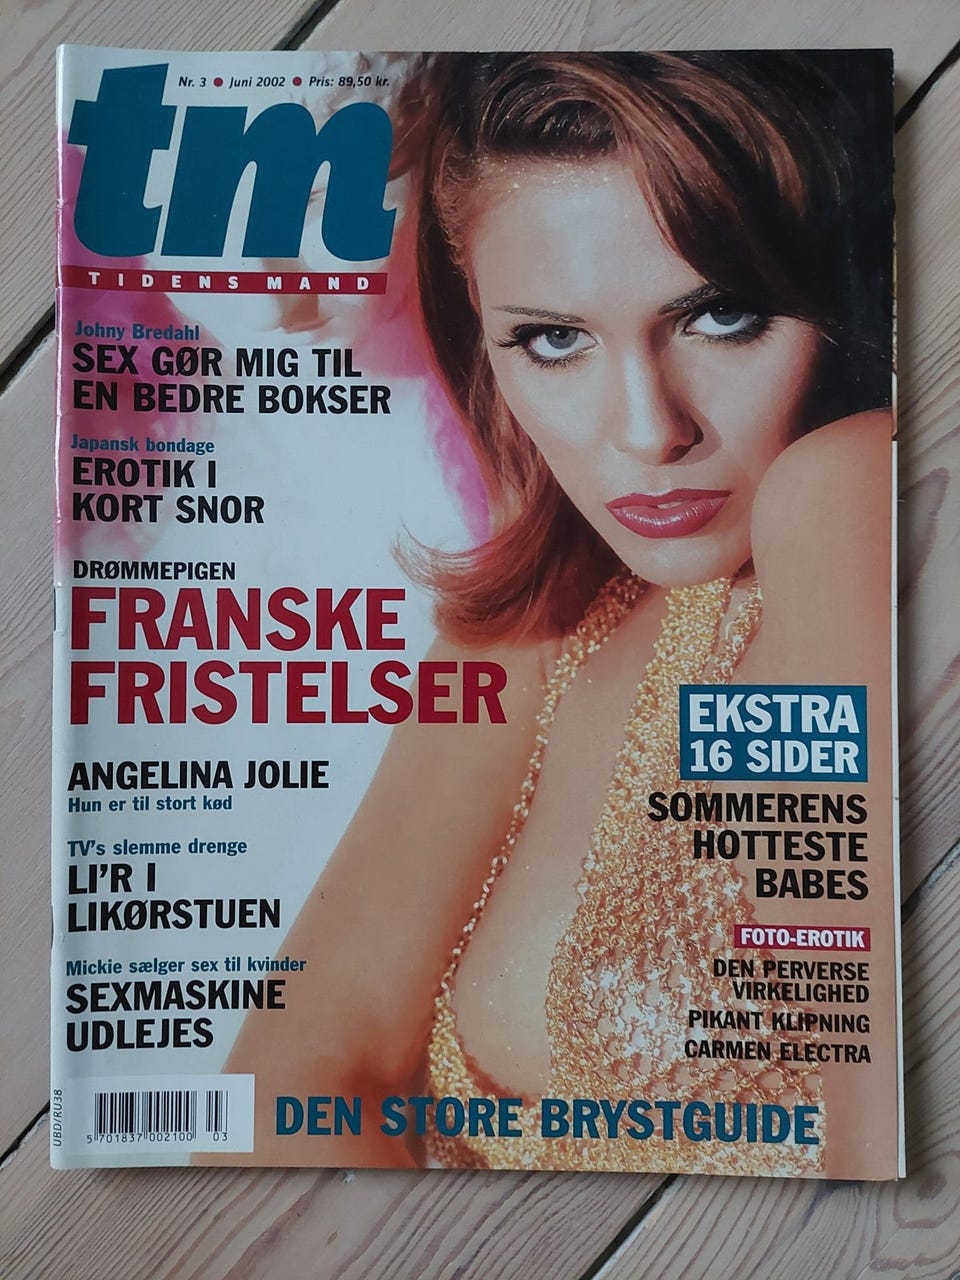 Nr. 3 ● Juni 2002 ● Pris: 89,50 kr.
tm
TIDENS MAND
Johny Bredahl
SEX GØR MIG TIL
EN BEDRE BOKSER
Japansk bondage
EROTIK I
KORT SNOR
DRØMMEPIGEN
FRANSKE
FRISTELSER
ANGELINA JOLIE
Hun er til stort kød
TV's slemme drenge
LI'R I
LIKØRSTUEN
Mickie sælger sex til kvinder
SEXMASKINE
UDLEJES
EKSTRA
16 SIDER
SOMMERENS
HOTTESTE
BABES
FOTO-EROTIK
DEN PERVERSE
VIRKELIGHED
PIKANT KLIPNING
CARMEN ELECTRA
DEN STORE BRYSTGUIDE
UBD/RU38
5 701837 002100 03